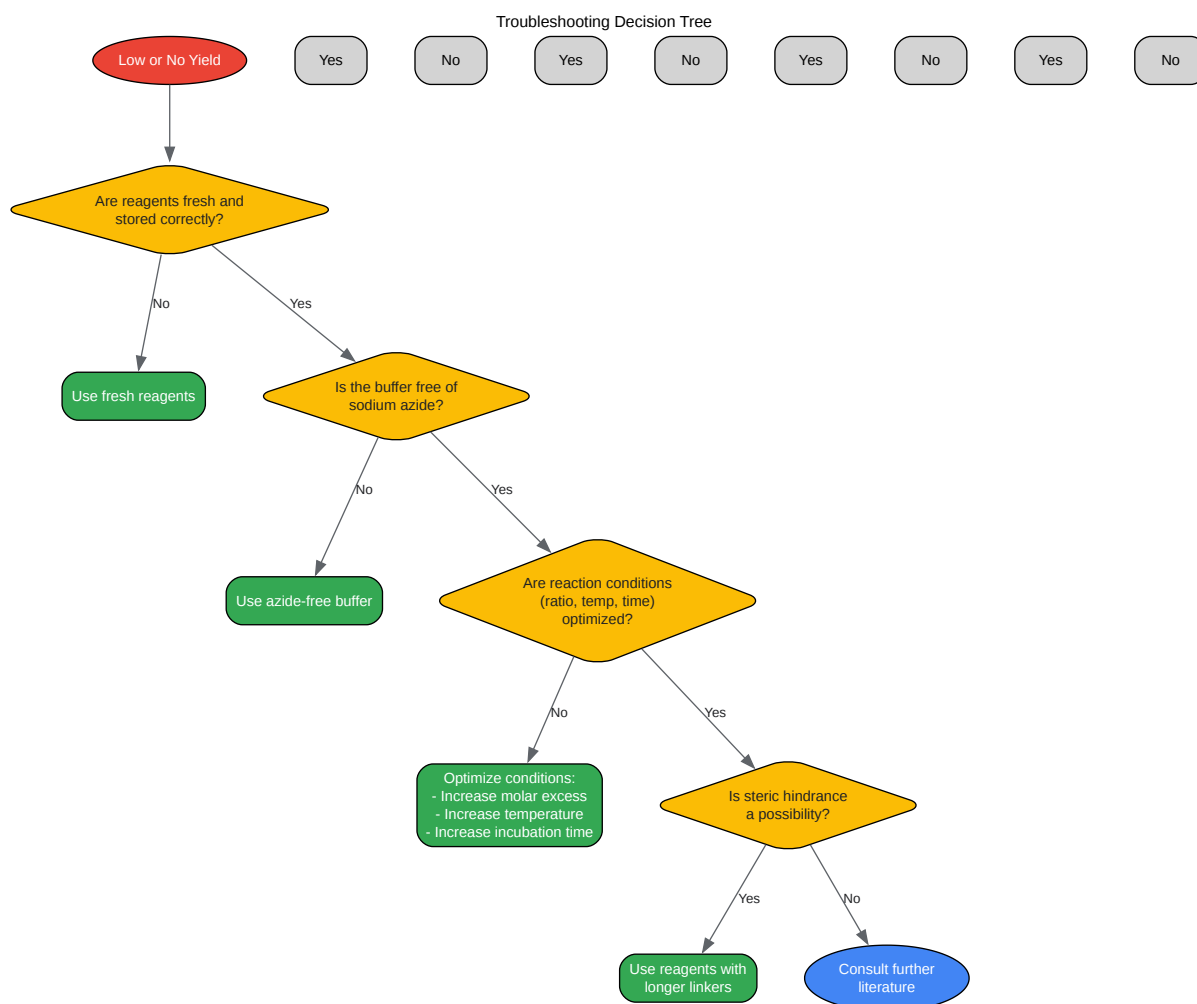 Troubleshooting Decision Tree
Low or No Yield
Yes
No
Yes
No
Yes
No
Yes
No
Are reagents fresh and
stored correctly?
No
Yes
Use fresh reagents
Is the buffer free of
sodium azide?
No
Yes
Use azide-free buffer
Are reaction conditions
(ratio, temp, time)
optimized?
No
Yes
Optimize conditions:
- Increase molar excess
- Increase temperature
- Increase incubation time
Is steric hindrance
a possibility?
Yes
No
Use reagents with
longer linkers
Consult further
literature